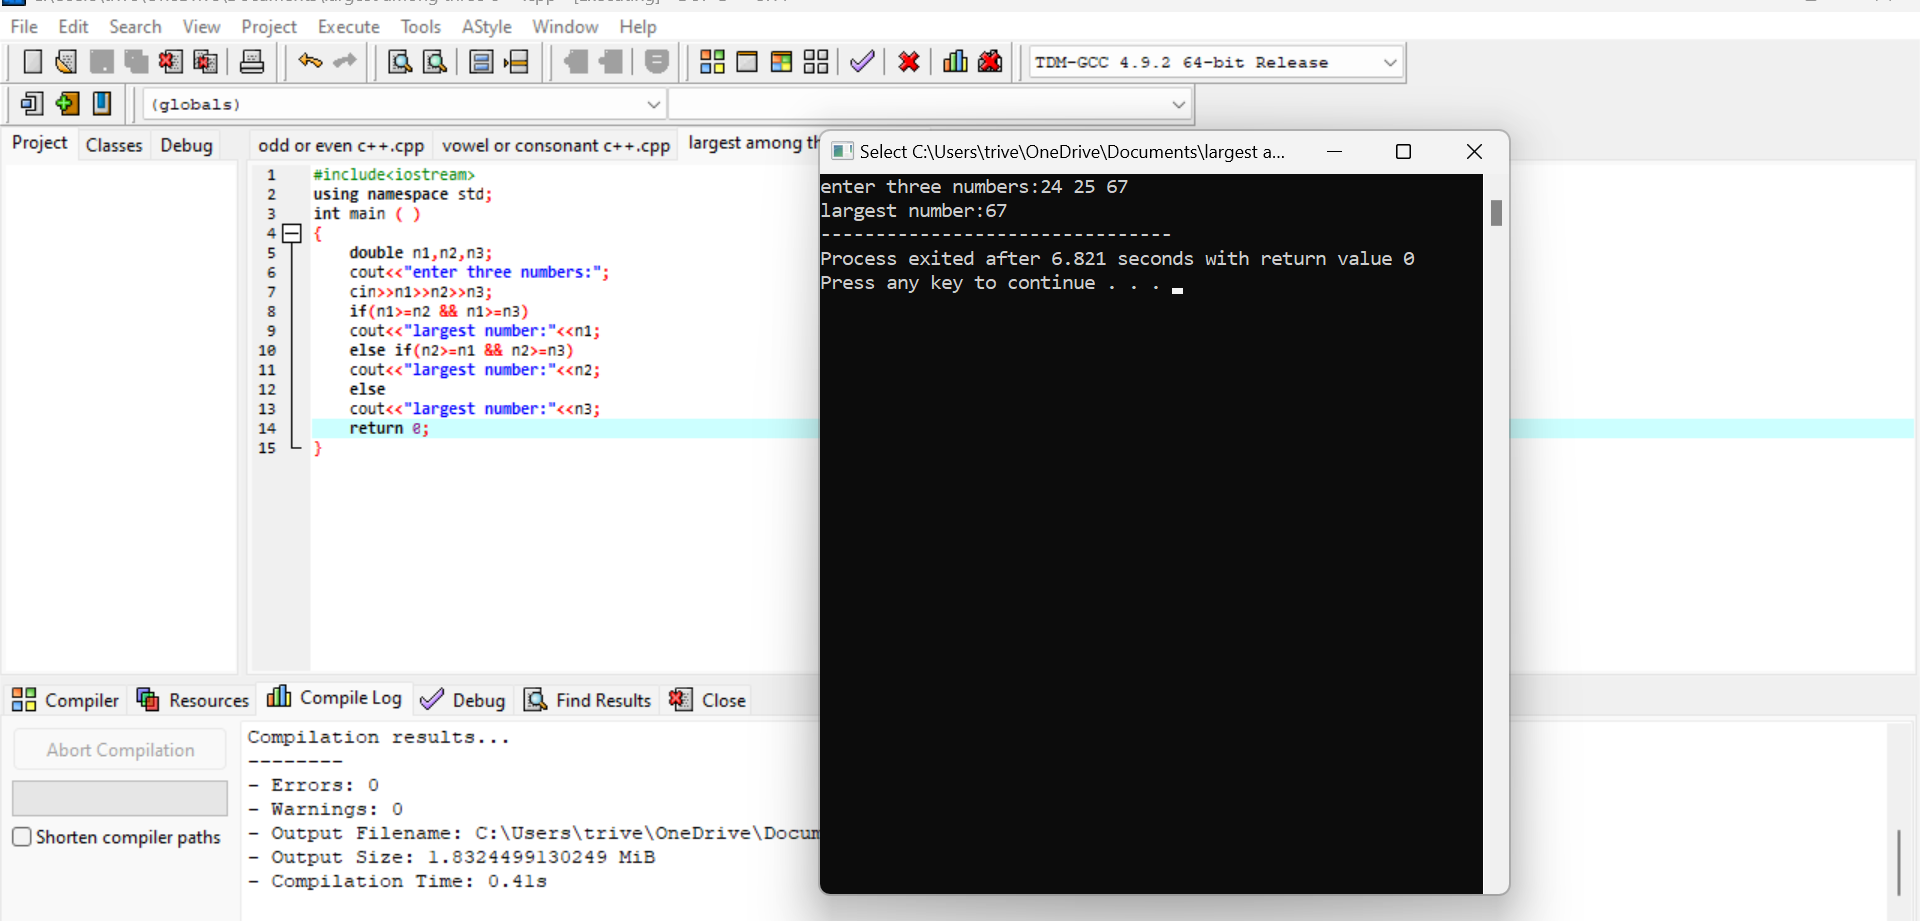 File Edit Search View Project Execute Tools AStyle Window Help
TDM-GCC 4.9.2 64-bit Release
(globals)
Project Classes Debug
odd or even c++.cpp vowel or consonant c++.cpp largest among th
1 #include<iostream>
2 using namespace std;
3 int main ( )
4 {
5 double n1,n2,n3;
6 cout<<"enter three numbers:";
7 cin>>n1>>n2>>n3;
8 if(n1>=n2 && n1>=n3)
9 cout<<"largest number:"<<n1;
10 else if(n2>=n1 && n2>=n3)
11 cout<<"largest number:"<<n2;
12 else
13 cout<<"largest number:"<<n3;
14 return 0;
15 }
Select C:\Users\trive\OneDrive\Documents\largest a...
enter three numbers:24 25 67
largest number:67
--------------------------------
Process exited after 6.821 seconds with return value 0
Press any key to continue . . .
Compiler Resources Compile Log Debug Find Results Close
Abort Compilation
Shorten compiler paths
Compilation results...
--------
- Errors: 0
- Warnings: 0
- Output Filename: C:\Users\trive\OneDrive\Docum
- Output Size: 1.8324499130249 MiB
- Compilation Time: 0.41s